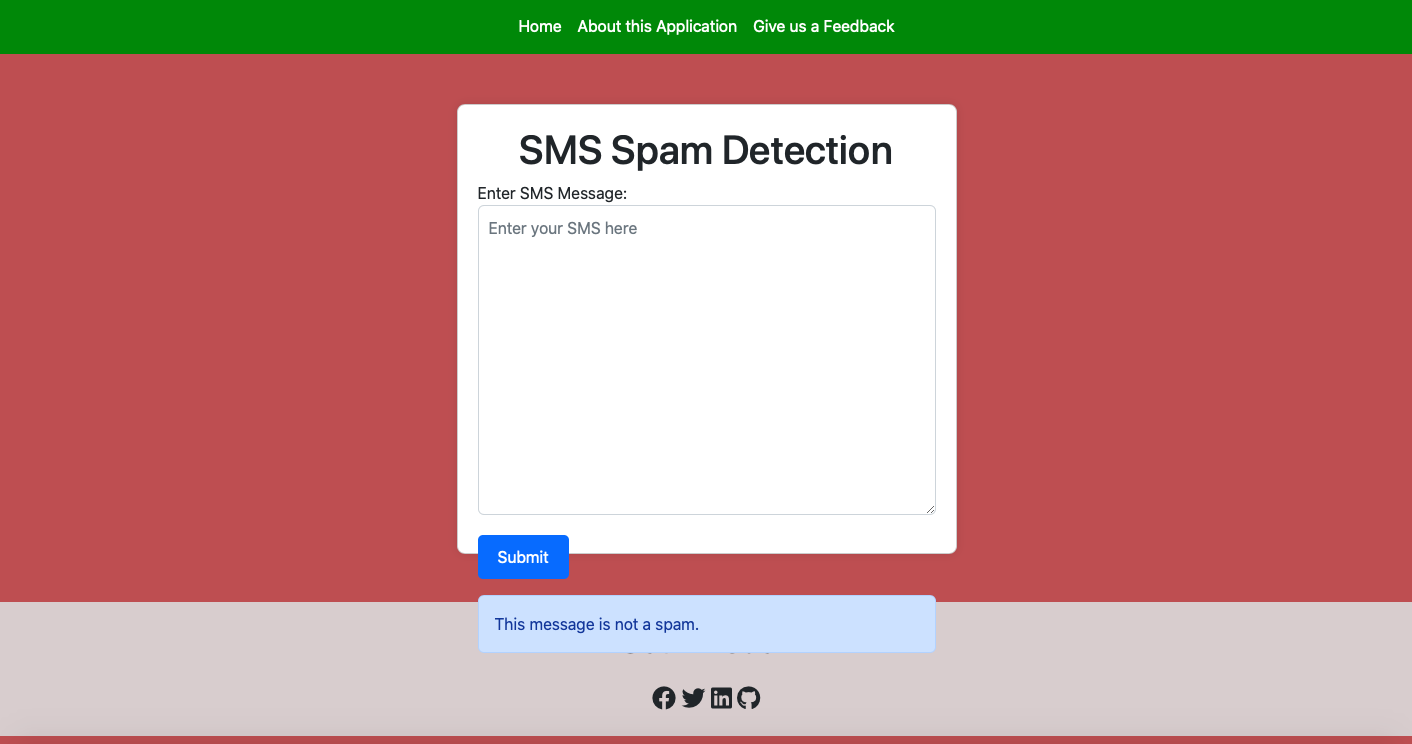 Home About this Application Give us a Feedback
SMS Spam Detection
Enter SMS Message:
Enter your SMS here
Submit
This message is not a spam.